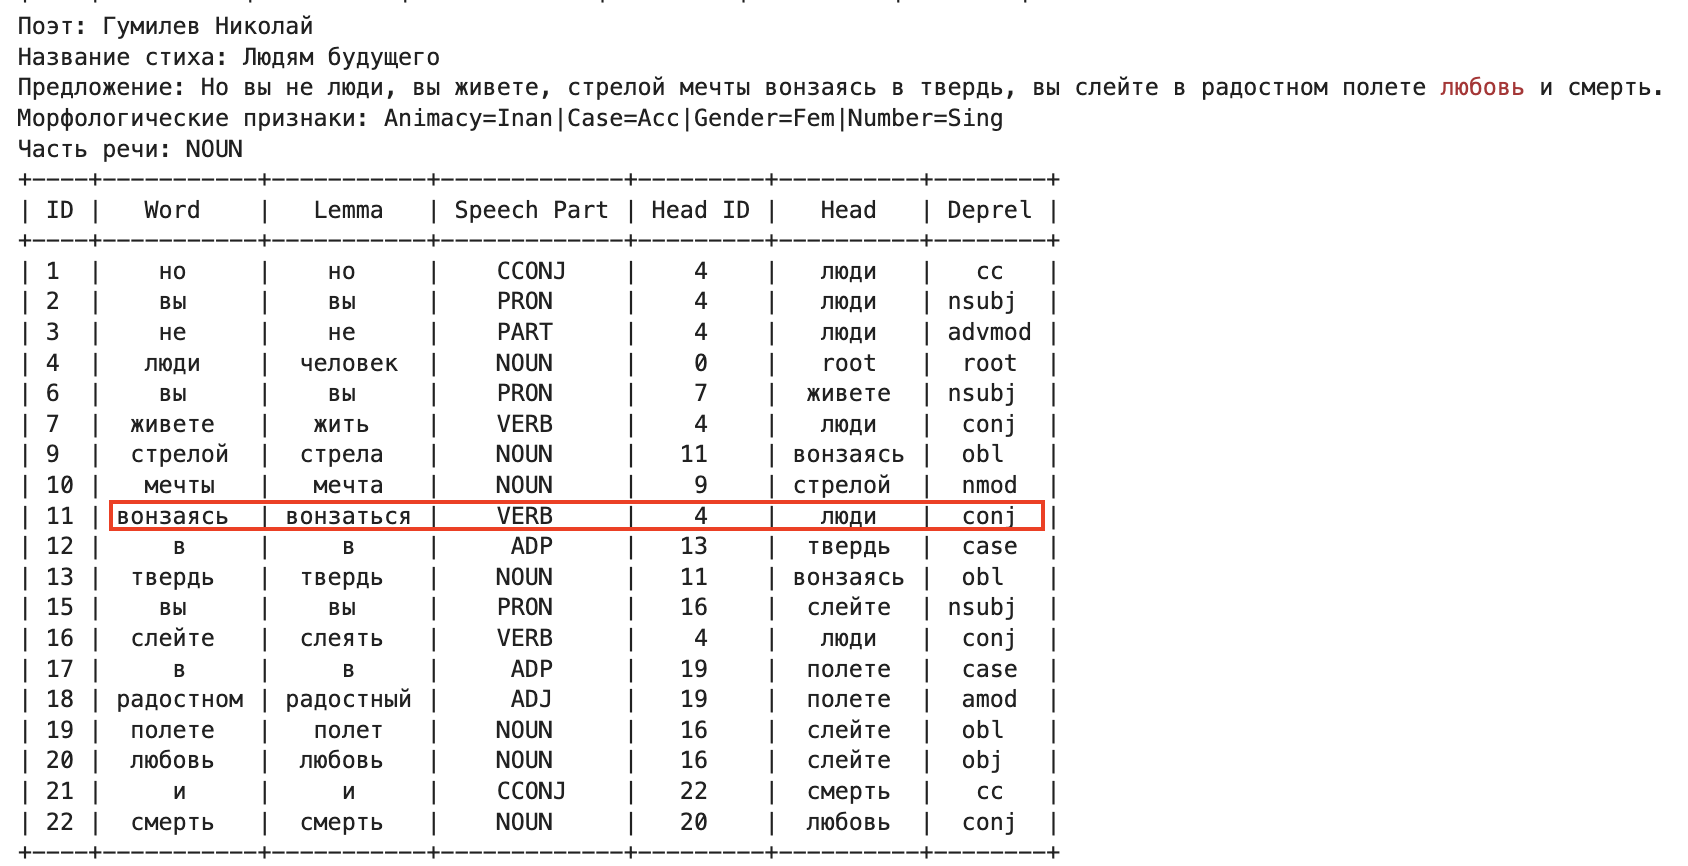 Поэт: Гумилев Николай
Название стиха: Людям будущего
Предложение: Но вы не люди, вы живете, стрелой мечты вонзаясь в твердь, вы слейте в радостном полете любовь и смерть.
Морфологические признаки: Animacy=Inan|Case=Acc|Gender=Fem|Number=Sing
Часть речи: NOUN
+----+-----------+-----------+-------------+---------+----------+--------+
| ID | Word | Lemma | Speech Part | Head ID | Head | Deprel |
+----+-----------+-----------+-------------+---------+----------+--------+
| 1 | но | но | CCONJ | 4 | люди | cc |
| 2 | вы | вы | PRON | 4 | люди | nsubj |
| 3 | не | не | PART | 4 | люди | advmod |
| 4 | люди | человек | NOUN | 0 | root | root |
| 6 | вы | вы | PRON | 7 | живете | nsubj |
| 7 | живете | жить | VERB | 4 | люди | conj |
| 9 | стрелой | стрела | NOUN | 11 | вонзаясь | obl |
| 10 | мечты | мечта | NOUN | 9 | стрелой | nmod |
| 11 | вонзаясь | вонзаться | VERB | 4 | люди | conj |
| 12 | в | в | ADP | 13 | твердь | case |
| 13 | твердь | твердь | NOUN | 11 | вонзаясь | obl |
| 15 | вы | вы | PRON | 16 | слейте | nsubj |
| 16 | слейте | слеять | VERB | 4 | люди | conj |
| 17 | в | в | ADP | 19 | полете | case |
| 18 | радостном | радостный | ADJ | 19 | полете | amod |
| 19 | полете | полет | NOUN | 16 | слейте | obl |
| 20 | любовь | любовь | NOUN | 16 | слейте | obj |
| 21 | и | и | CCONJ | 22 | смерть | cc |
| 22 | смерть | смерть | NOUN | 20 | любовь | conj |
+----+-----------+-----------+-------------+---------+----------+--------+